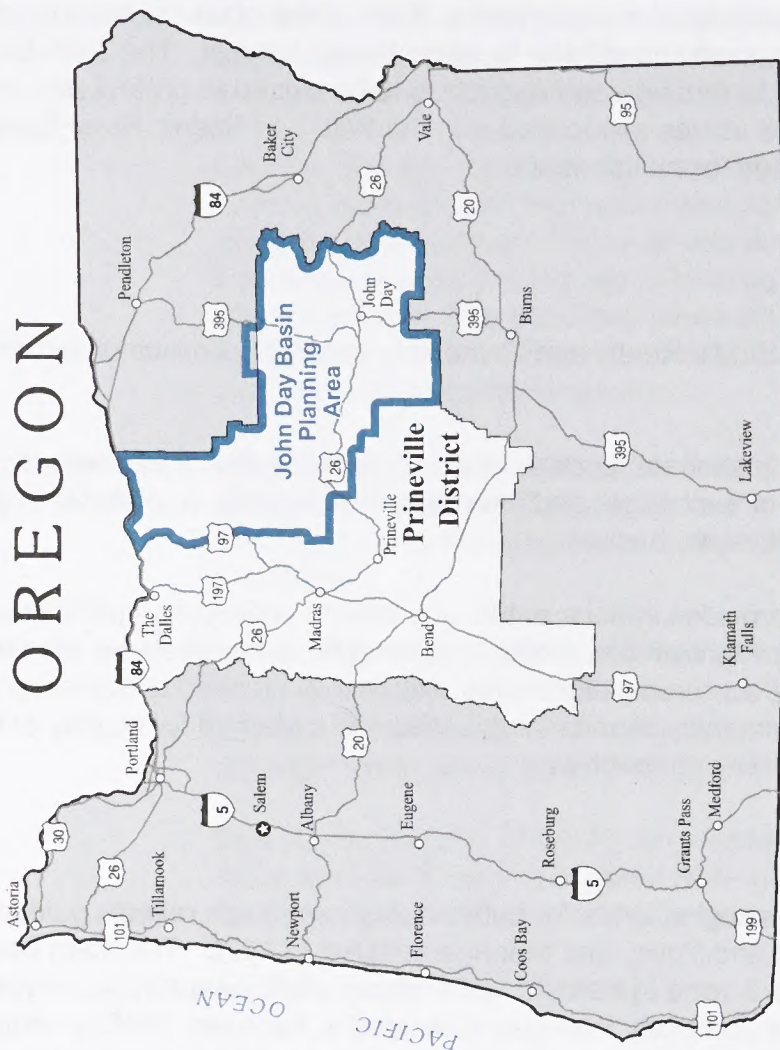 OREGON
PACIFIC
OCEAN
Astoria
30
101
26
Tillamook
Portland
84
5
Salem
Newport
Albany
20
Florence
Eugene
Coos Bay
Roseburg
5
Grants Pass
Medford
199
101
The
Dalles
197
97
26
Madras
Prineville
Bend
97
Klamath
Falls
Prineville
District
John Day Basin
Planning
Area
26
John
Day
395
Pendleton
84
Baker
City
26
Vale
20
395
Burns
395
Lakeview
95